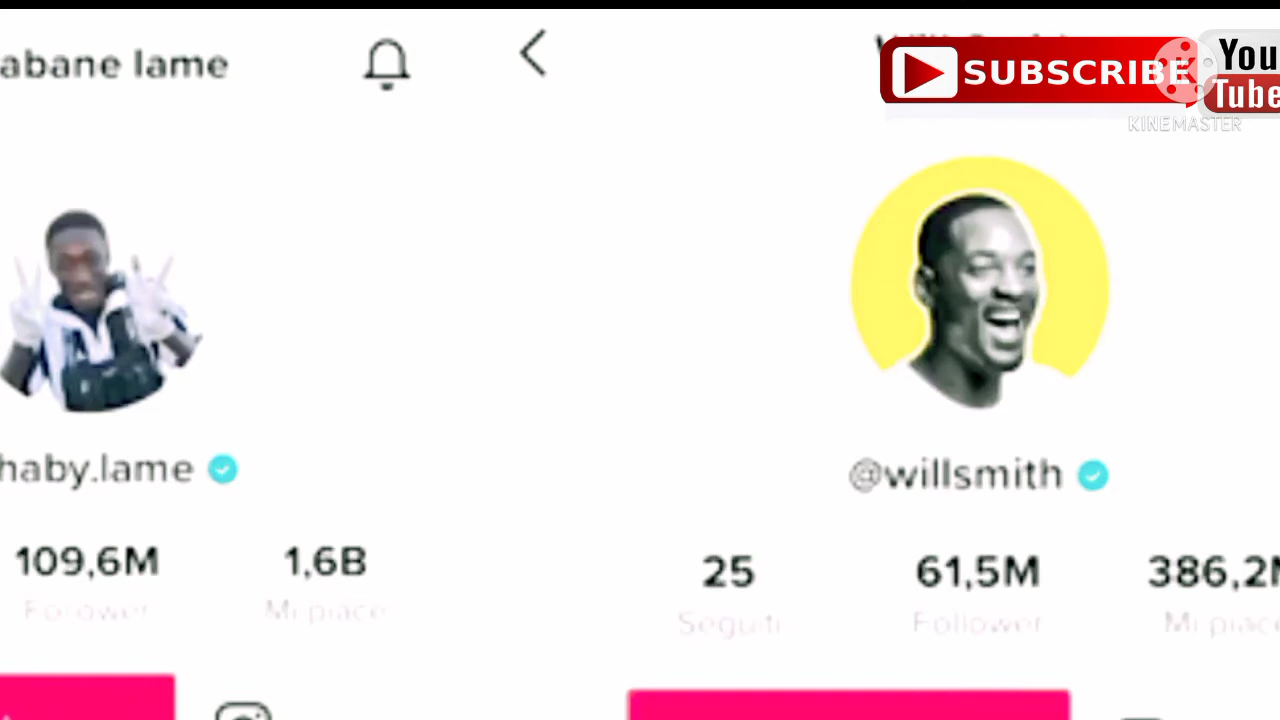 abane lame
SUBSCRIBE
You
Tube
KINEMASTER
haby.lame
@willsmith
109,6M
1,6B
Follower
Mi piace
25
61,5M
386,2M
Seguiti
Follower
Mi piace